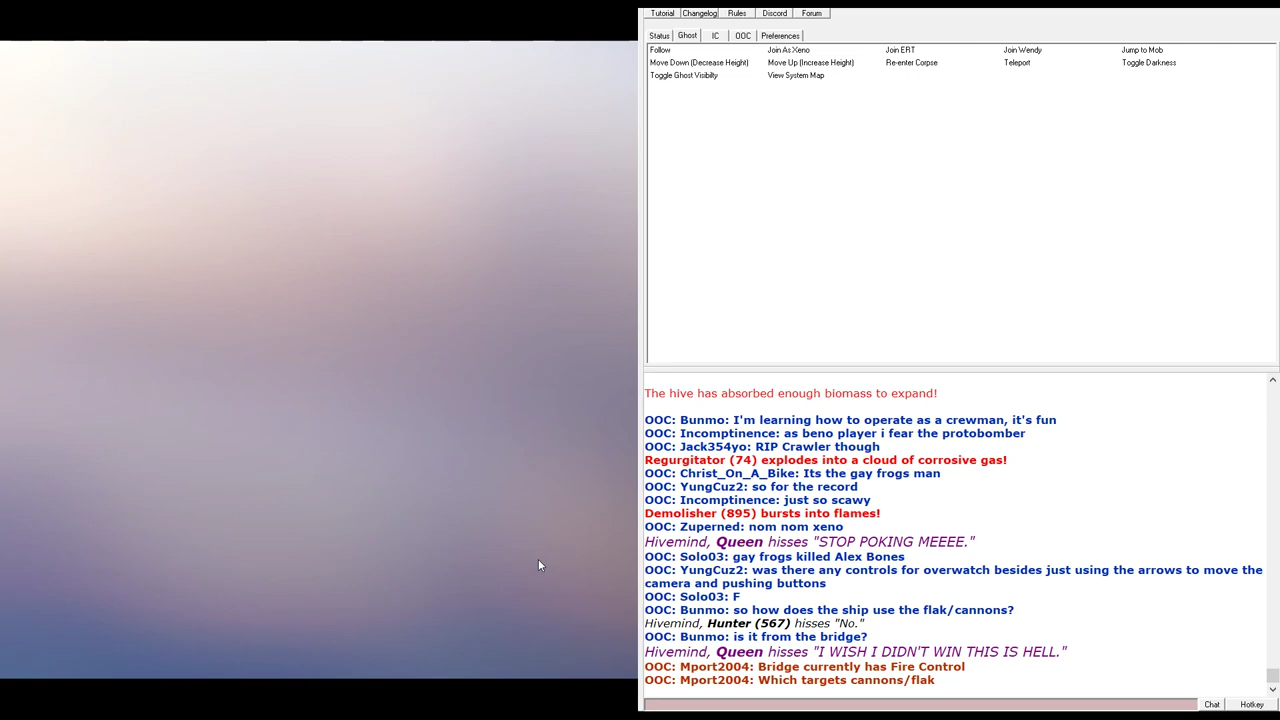 Tutorial Changelog Rules Discord Forum
Status Ghost IC OOC Preferences
Follow Join As Xeno Join ERT Join Wendy Jump to Mob
Move Down (Decrease Height) Move Up (Increase Height) Re-enter Corpse Teleport Toggle Darkness
Toggle Ghost Visibilty View System Map
The hive has absorbed enough biomass to expand!
OOC: Bunmo: I'm learning how to operate as a crewman, it's fun
OOC: Incomptinence: as beno player i fear the protobomber
OOC: Jack354yo: RIP Crawler though
Regurgitator (74) explodes into a cloud of corrosive gas!
OOC: Christ_On_A_Bike: Its the gay frogs man
OOC: YungCuz2: so for the record
OOC: Incomptinence: just so scawy
Demolisher (895) bursts into flames!
OOC: Zuperned: nom nom xeno
Hivemind, Queen hisses "STOP POKING MEEEE."
OOC: Solo03: gay frogs killed Alex Bones
OOC: YungCuz2: was there any controls for overwatch besides just using the arrows to move the
camera and pushing buttons
OOC: Solo03: F
OOC: Bunmo: so how does the ship use the flak/cannons?
Hivemind, Hunter (567) hisses "No."
OOC: Bunmo: is it from the bridge?
Hivemind, Queen hisses "I WISH I DIDN'T WIN THIS IS HELL."
OOC: Mport2004: Bridge currently has Fire Control
OOC: Mport2004: Which targets cannons/flak
Chat Hotkey